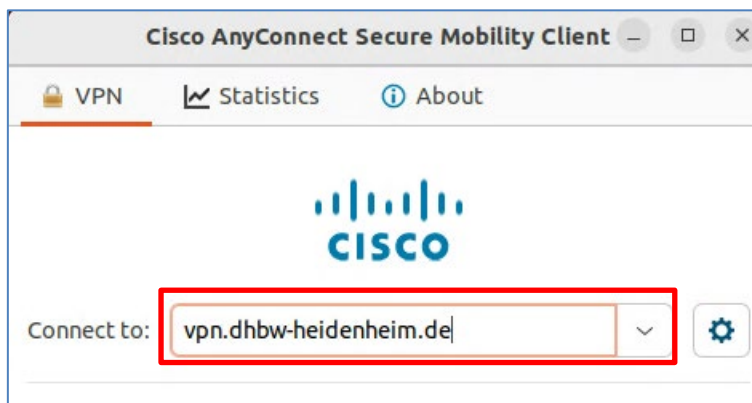 Cisco AnyConnect Secure Mobility Client
VPN Statistics About
CISCO
Connect to: vpn.dhbw-heidenheim.de